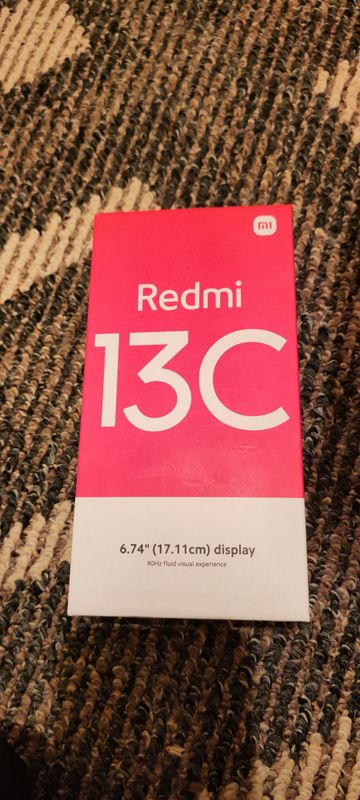 mi
Redmi
13C
6.74" (17.11cm) display
90Hz fluid visual experience